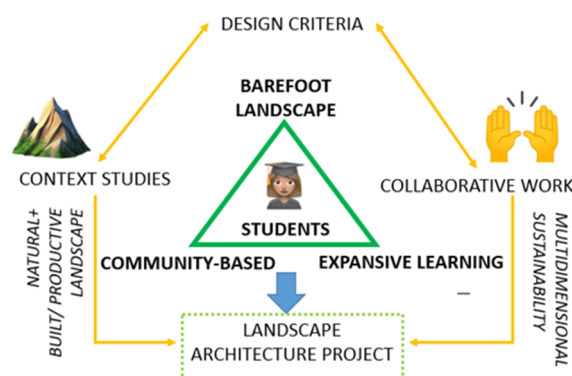 DESIGN CRITERIA
BAREFOOT
LANDSCAPE
CONTEXT STUDIES
COLLABORATIVE WORK
STUDENTS
NATURAL+
BUILT/ PRODUCTIVE
LANDSCAPE
MULTIDIMENSIONAL
SUSTAINABILITY
COMMUNITY-BASED
EXPANSIVE LEARNING
_
LANDSCAPE
ARCHITECTURE PROJECT